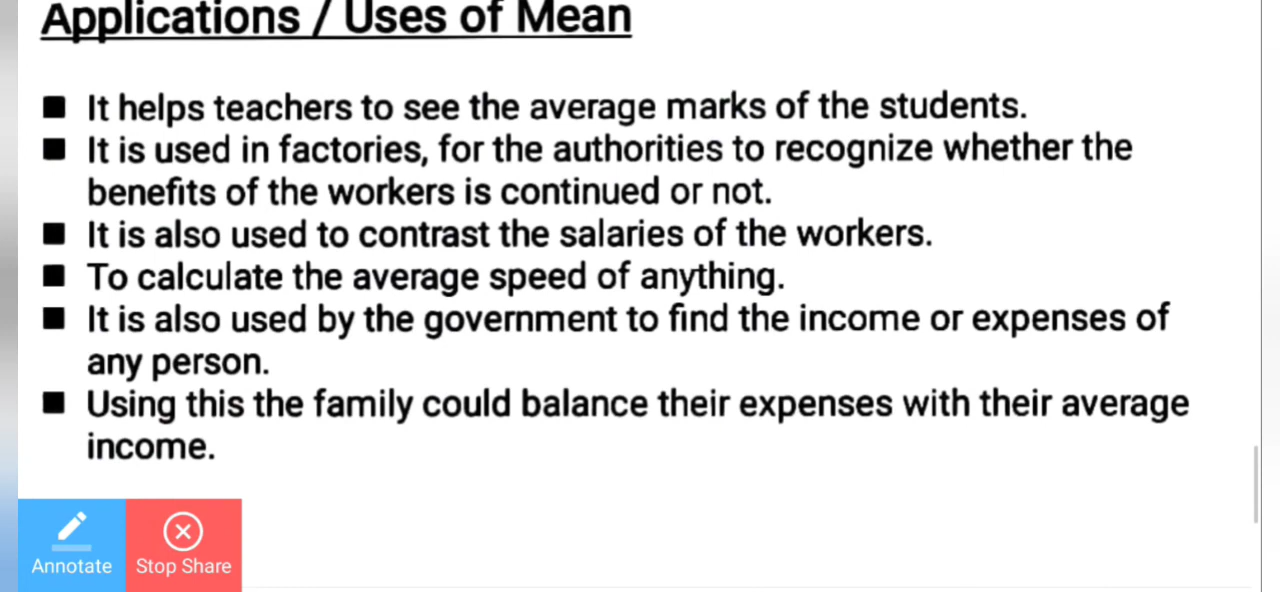 Applications / Uses of Mean
■ It helps teachers to see the average marks of the students.
■ It is used in factories, for the authorities to recognize whether the
benefits of the workers is continued or not.
■ It is also used to contrast the salaries of the workers.
■ To calculate the average speed of anything.
■ It is also used by the government to find the income or expenses of
any person.
■ Using this the family could balance their expenses with their average
income.
Annotate Stop Share